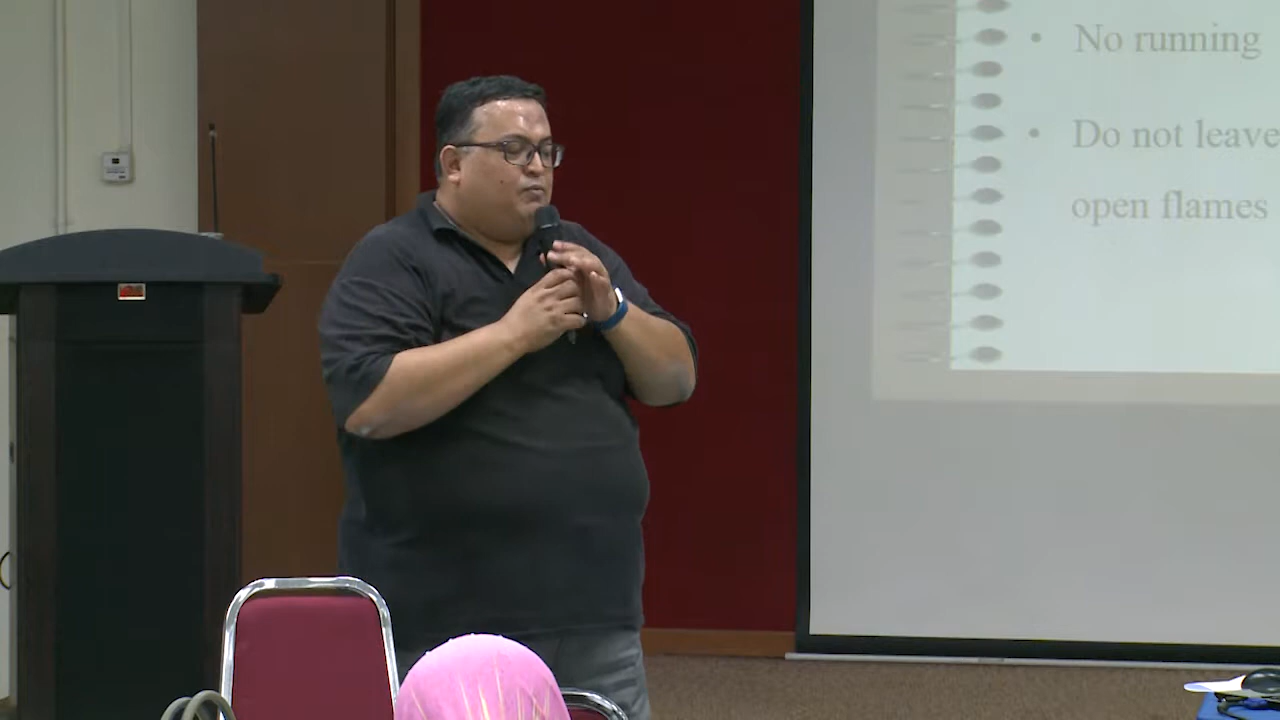 • No running
• Do not leave
open flames